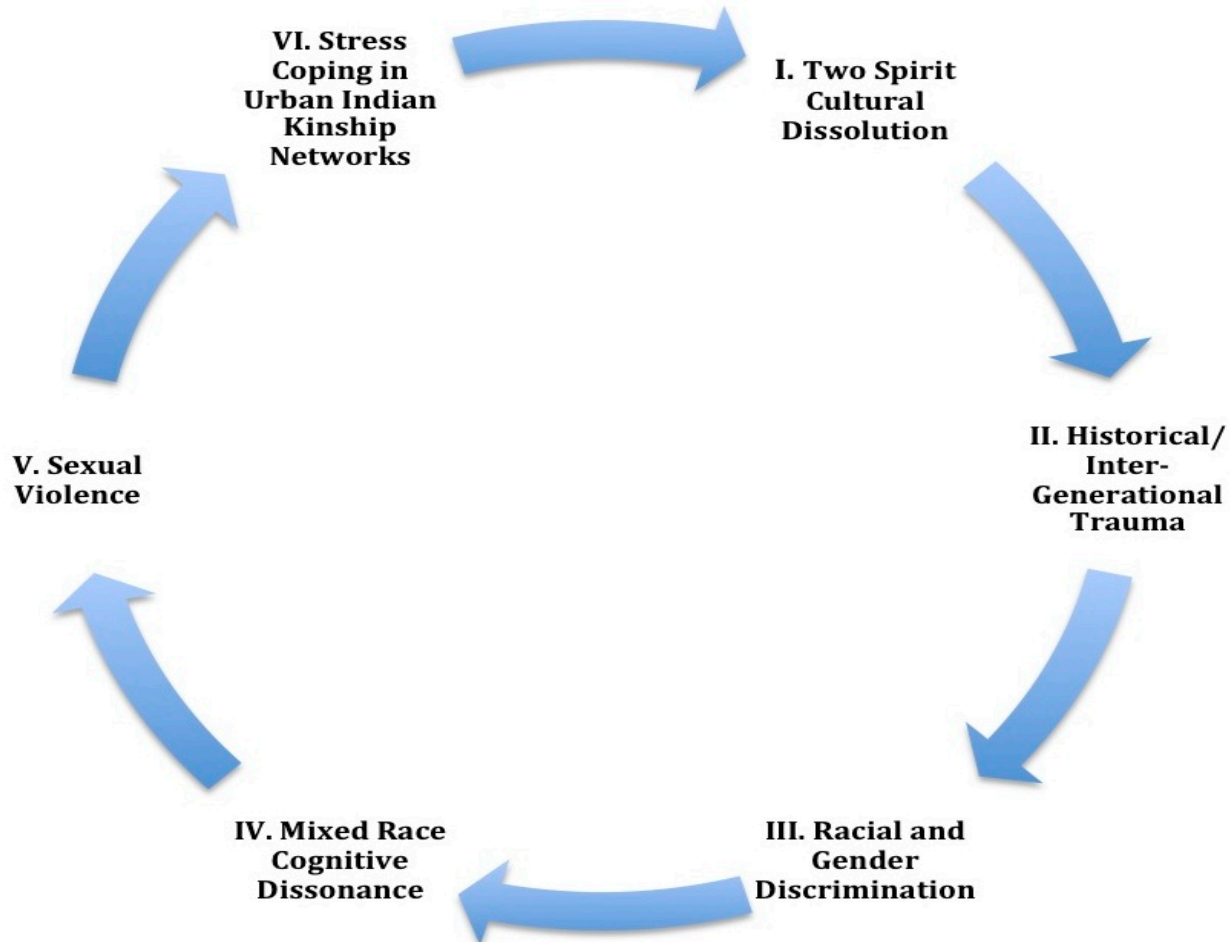 I. Two Spirit
Cultural
Dissolution
II. Historical/
Inter-
Generational
Trauma
III. Racial and
Gender
Discrimination
IV. Mixed Race
Cognitive
Dissonance
V. Sexual
Violence
VI. Stress
Coping in
Urban Indian
Kinship
Networks